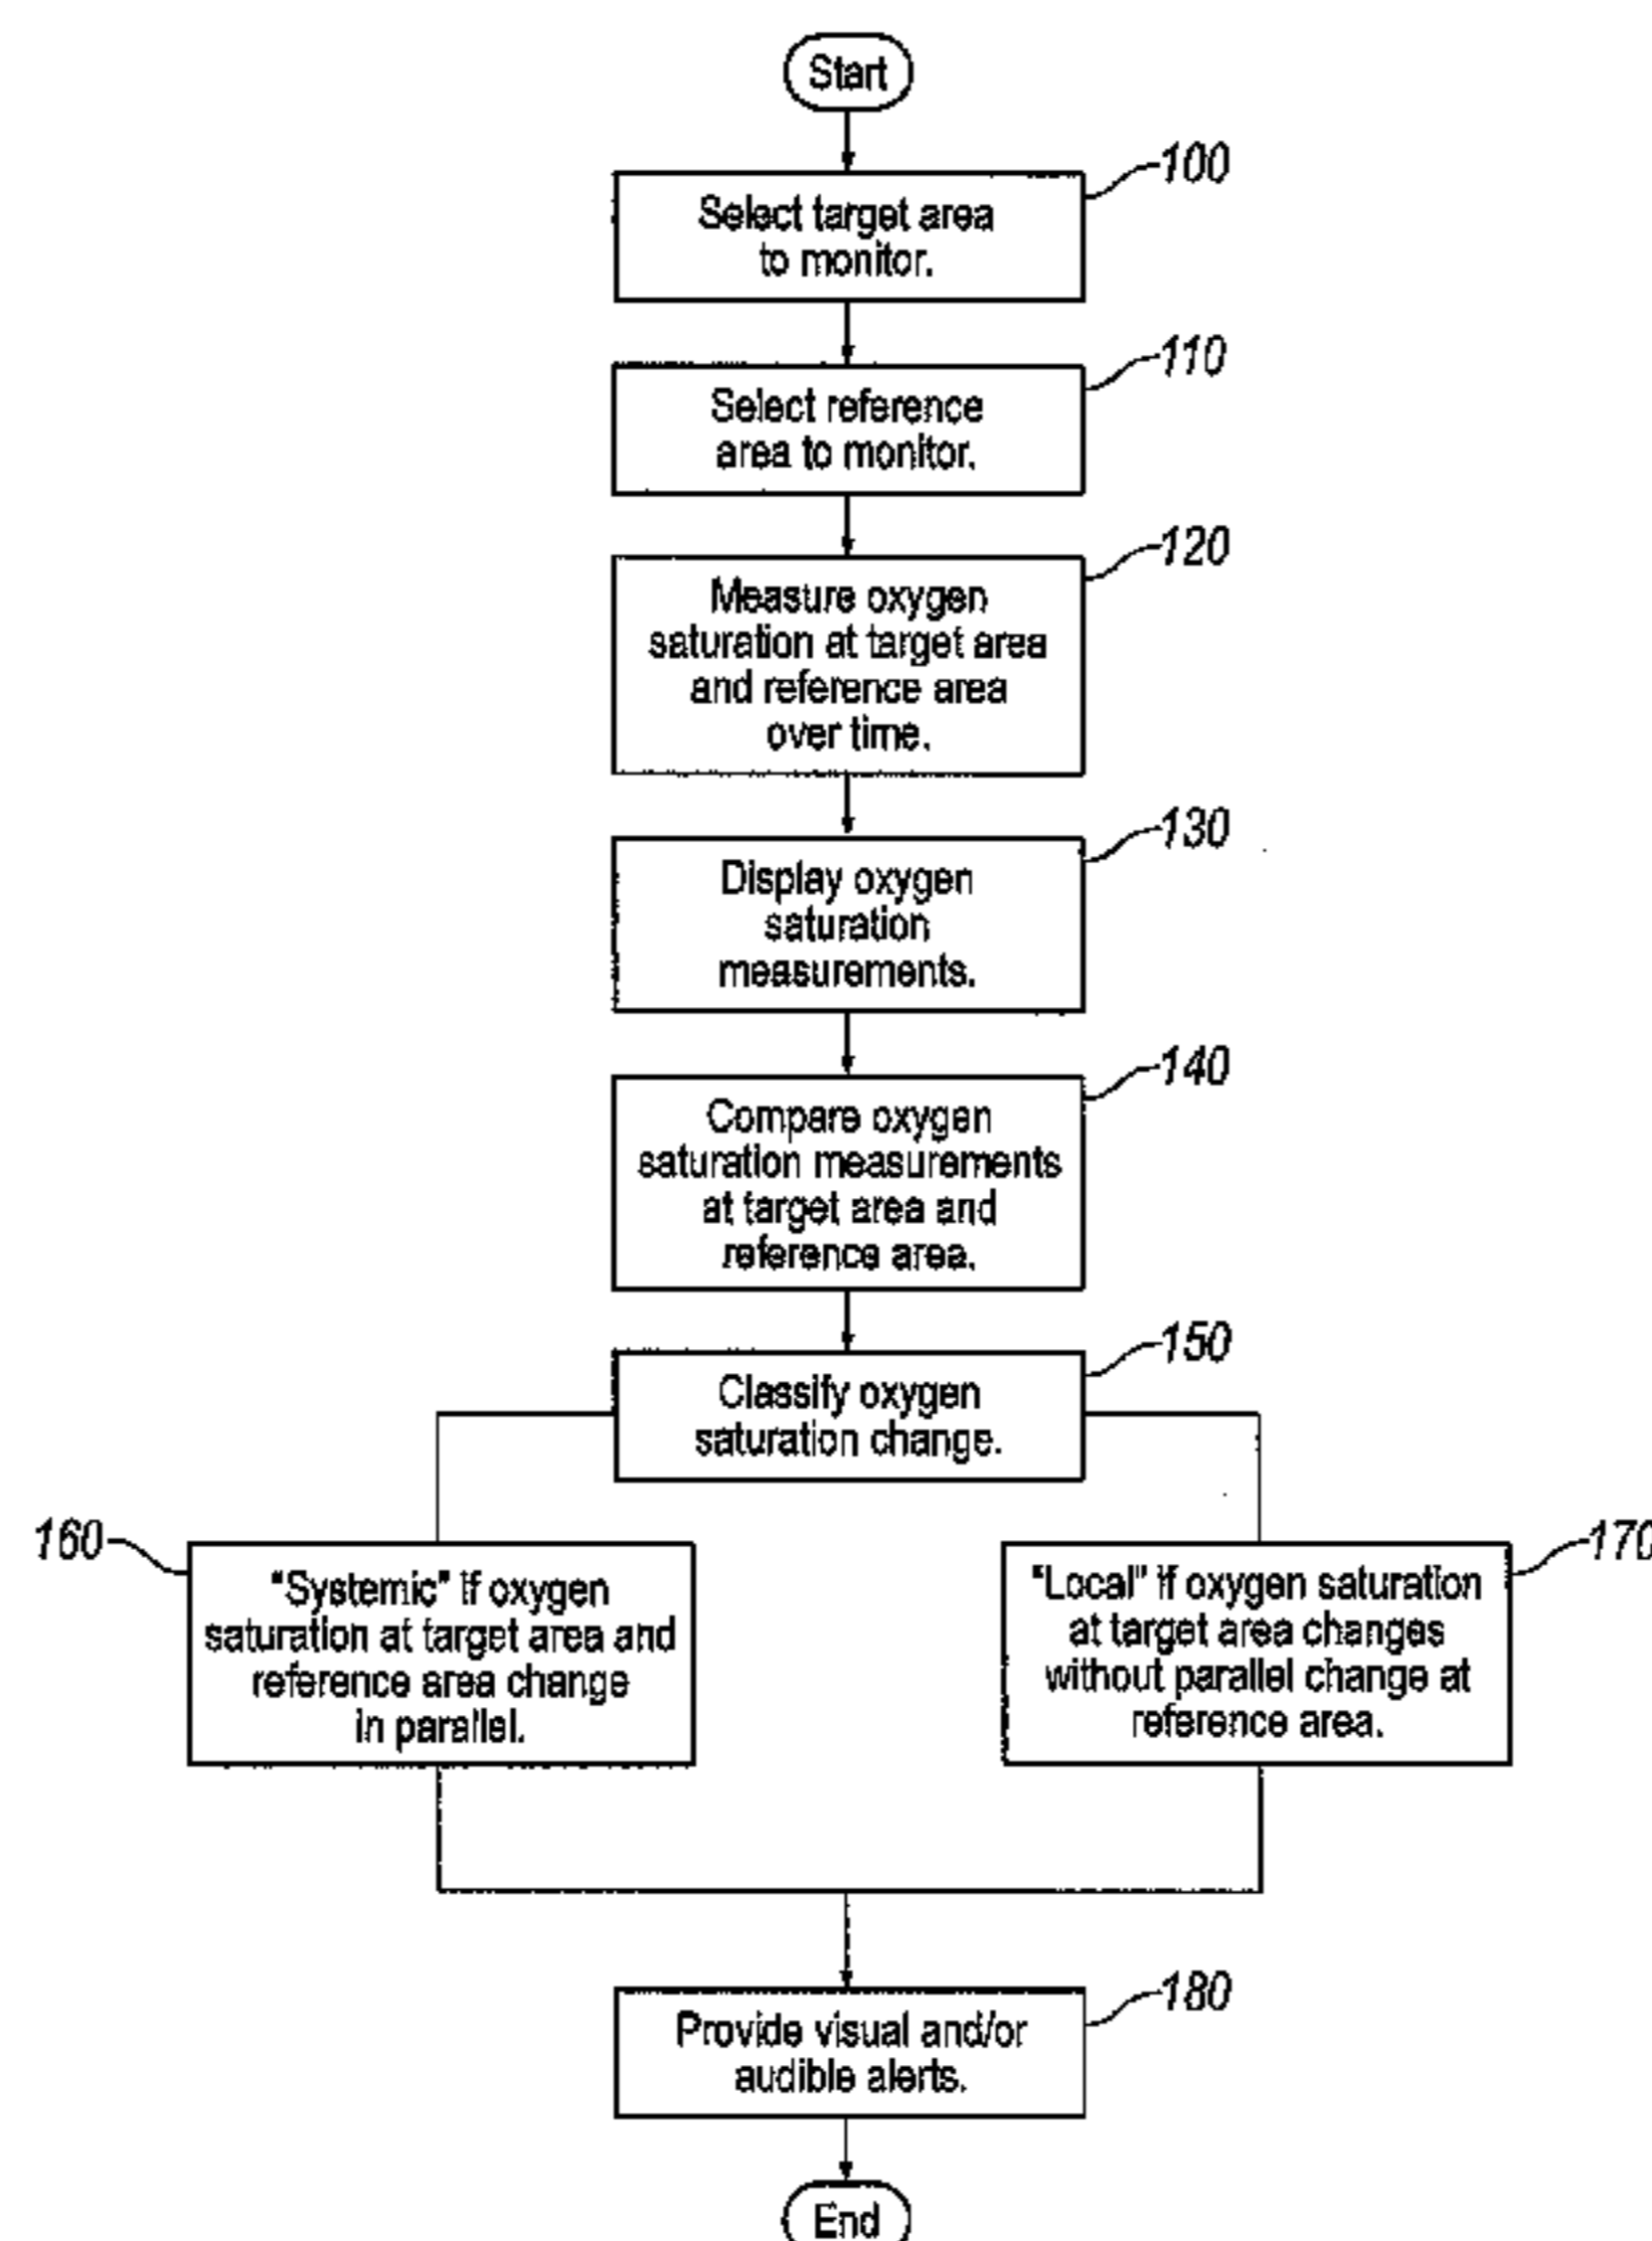 Start
100
Select target area
to monitor.
110
Select reference
area to monitor.
120
Measure oxygen
saturation at target area
and reference area
over time.
130
Display oxygen
saturation
measurements.
140
Compare oxygen
saturation measurements
at target area and
reference area.
150
Classify oxygen
saturation change.
160
"Systemic" if oxygen
saturation at target area and
reference area change
in parallel.
170
"Local" if oxygen saturation
at target area changes
without parallel change at
reference area.
180
Provide visual and/or
audible alerts.
End